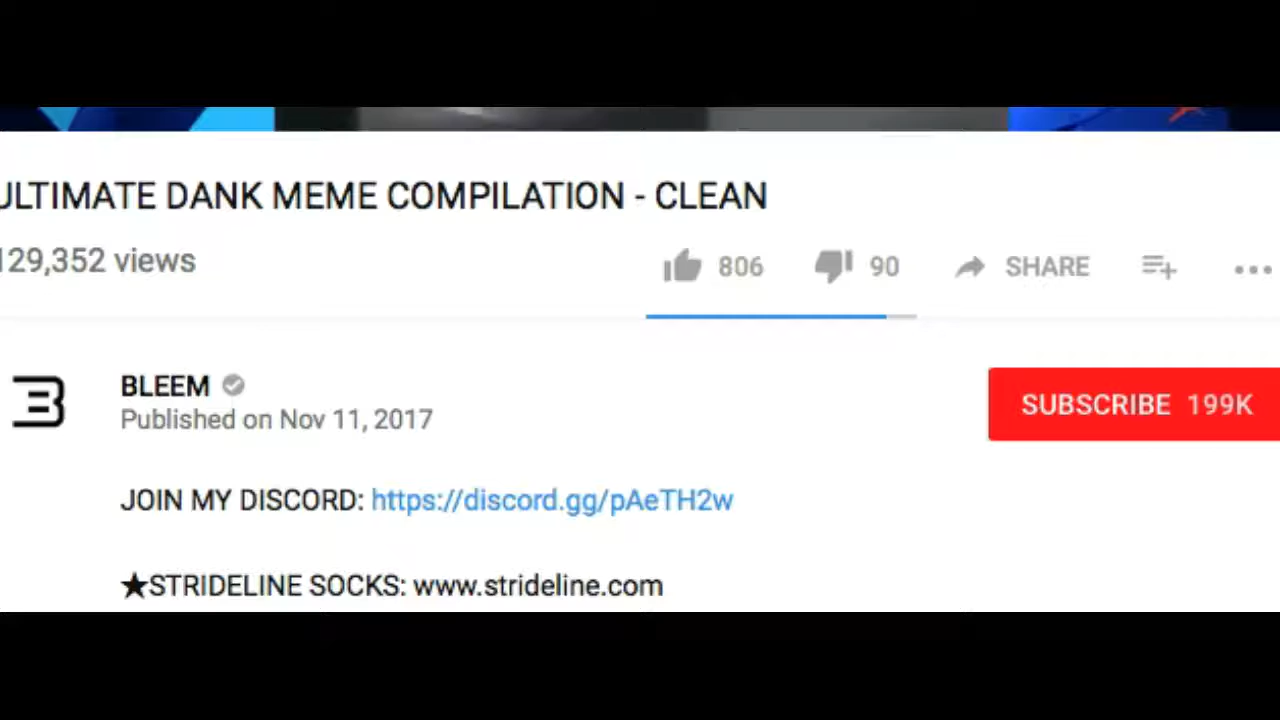 ULTIMATE DANK MEME COMPILATION - CLEAN
129,352 views
806 90 SHARE
BLEEM
Published on Nov 11, 2017
SUBSCRIBE 199K
JOIN MY DISCORD: https://discord.gg/pAeTH2w
★STRIDELINE SOCKS: www.strideline.com